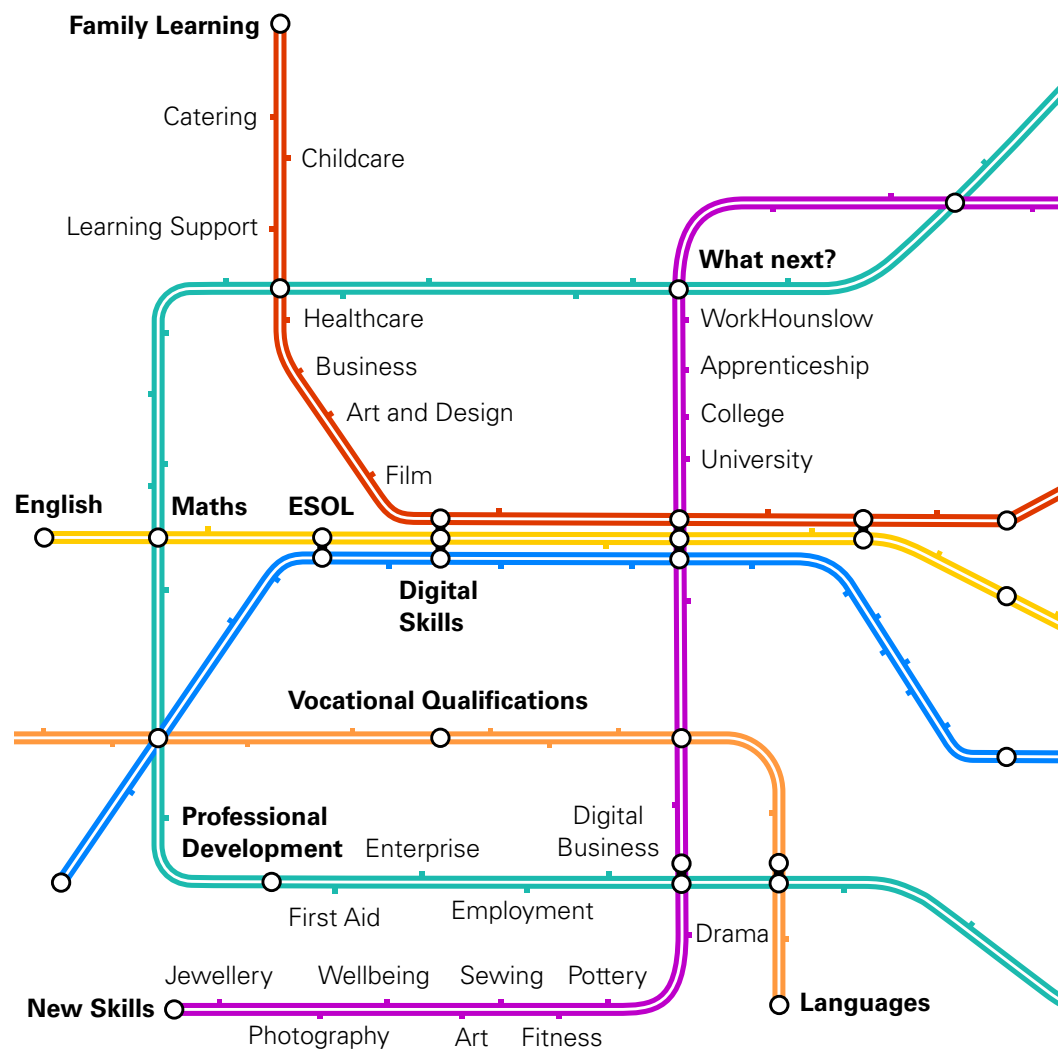 Family Learning
Catering
Childcare
Learning Support
What next?
Healthcare
WorkHounslow
Business
Apprenticeship
Art and Design
College
University
Film
English
Maths
ESOL
Digital
Skills
Vocational Qualifications
Professional
Development
Enterprise
Digital
Business
First Aid
Employment
Drama
Jewellery
Wellbeing
Sewing
Pottery
New Skills
Languages
Photography
Art
Fitness